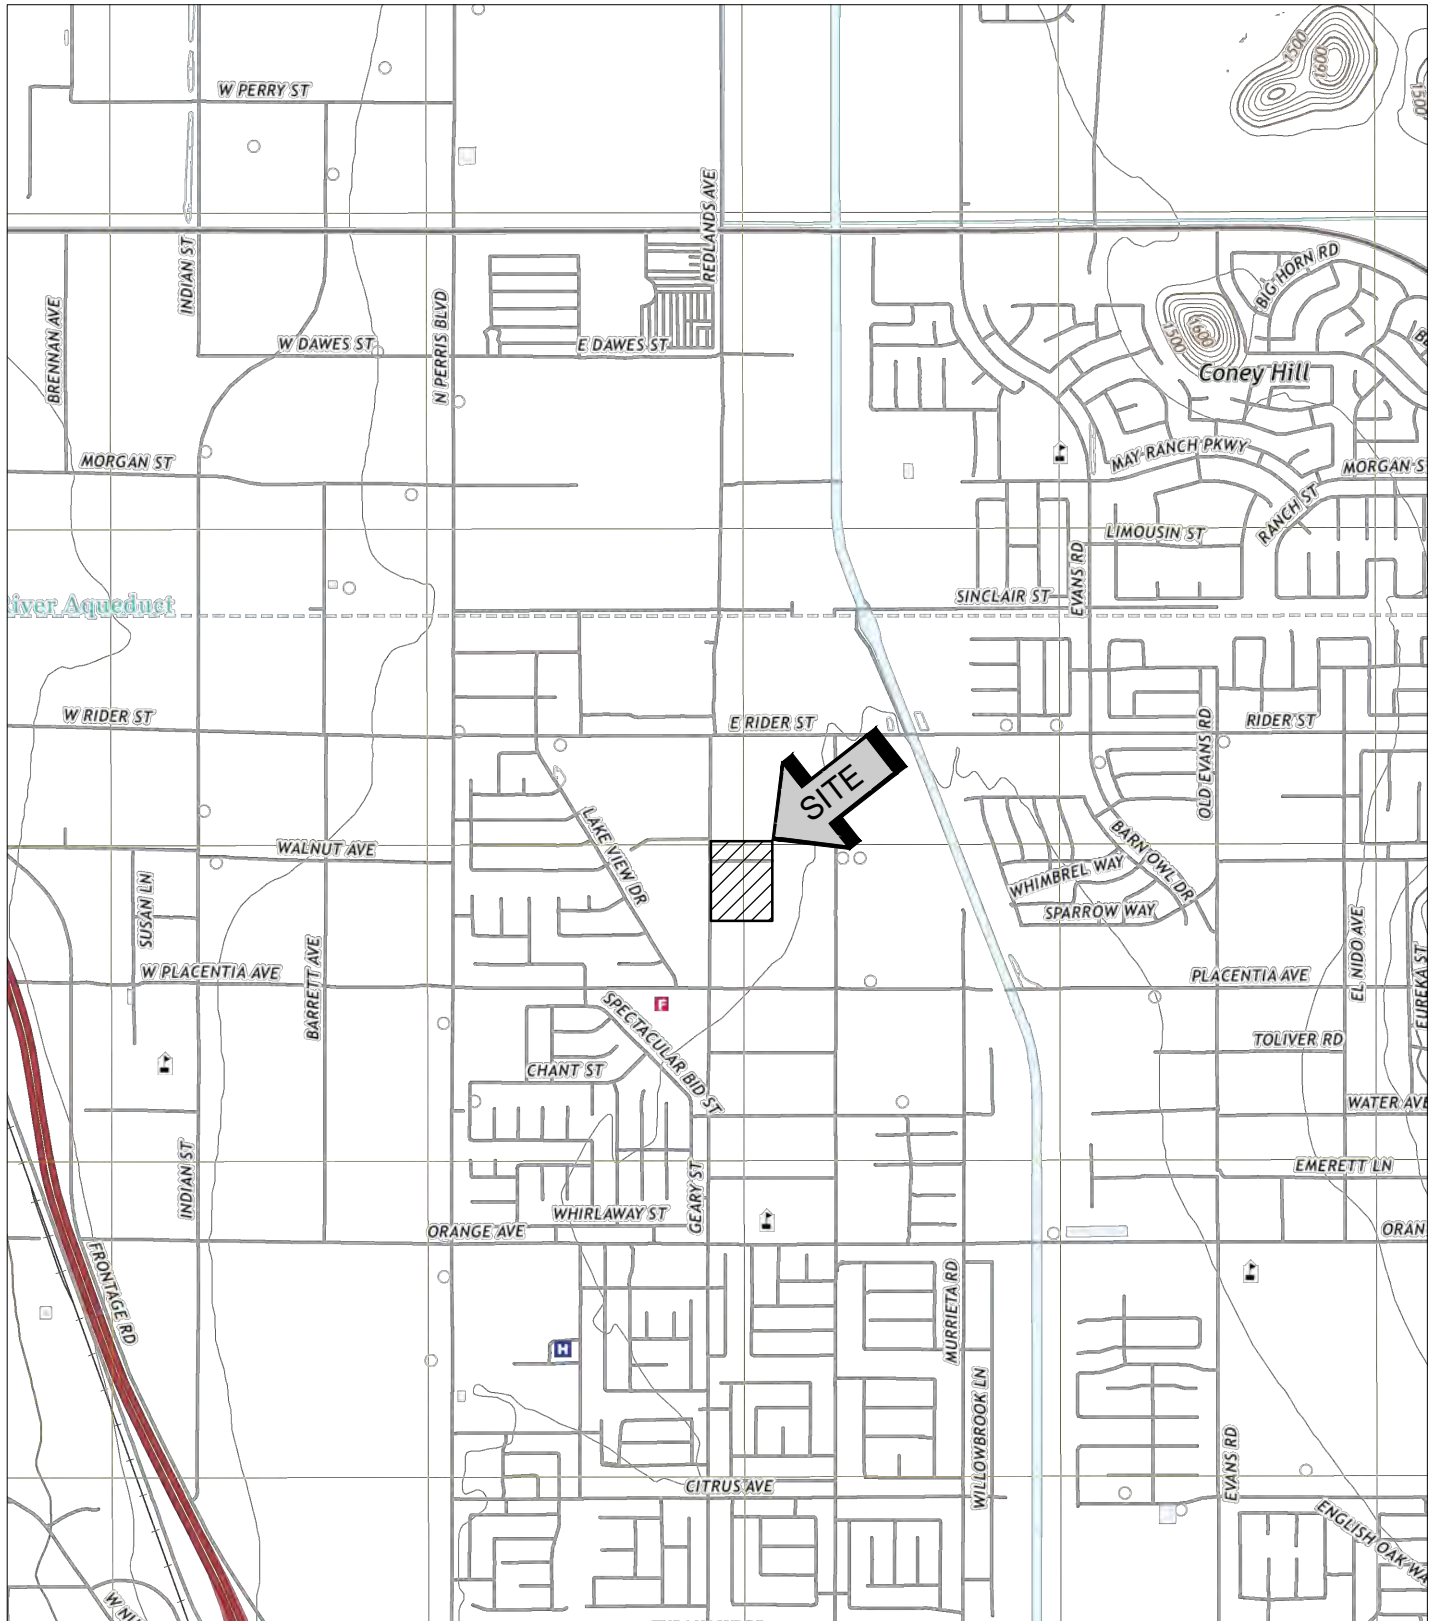 1500
1600
1500
W PERRY ST
REDLANDS AVE
INDIAN ST
BIG HORN RD
BRENNAN AVE
N PERRIS BLVD
W DAWES ST
E DAWES ST
1500
1600
Coney Hill
MORGAN ST
MAY RANCH PKWY
MORGAN S
RANCH ST
LIMOUSIN ST
EVANS RD
SINCLAIR ST
iver Aqueduct
W RIDER ST
E RIDER ST
OLD EVANS RD
RIDER ST
SITE
LAKE VIEW DR
WALNUT AVE
BARN OWL DR
WHIMBREL WAY
SPARROW WAY
SUSAN LN
EL NIDO AVE
EUREKA ST
BARRETT AVE
W PLACENTIA AVE
PLACENTIA AVE
F
SPECTACULAR BID ST
TOLIVER RD
CHANT ST
WATER AVE
INDIAN ST
GEARY ST
EMERETT LN
WHIRLAWAY ST
ORANGE AVE
ORAN
FRONTAGE RD
MURRIETA RD
H
WILLOWBROOK LN
EVANS RD
CITRUS AVE
ENGLISH OAK WA